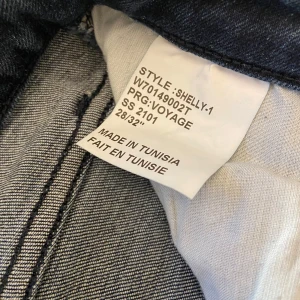 STYLE :SHELLY-1
W70149002T
PRG:VOYAGE
SS 2101
28/32"
MADE IN TUNISIA
FAIT EN TUNISIE